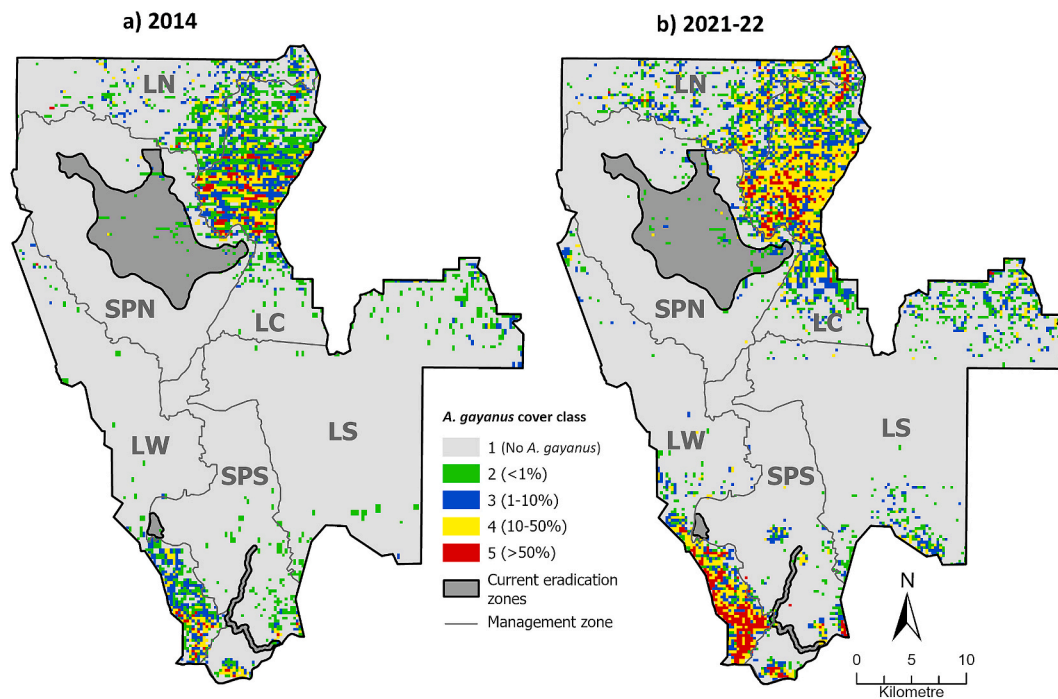 a) 2014
b) 2021-22
LN
SPN
LC
LW
SPS
LS
A. gayanus cover class
1 (No A. gayanus)
2 (<1%)
3 (1-10%)
4 (10-50%)
5 (>50%)
Current eradication
zones
Management zone
LN
SPN
LC
LW
SPS
LS
N
0 5 10
Kilometre